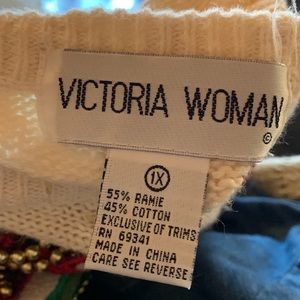 VICTORIA WOMAN
©
1X
55% RAMIE
45% COTTON
EXCLUSIVE OF TRIMS
RN 69341
MADE IN CHINA
CARE SEE REVERSE